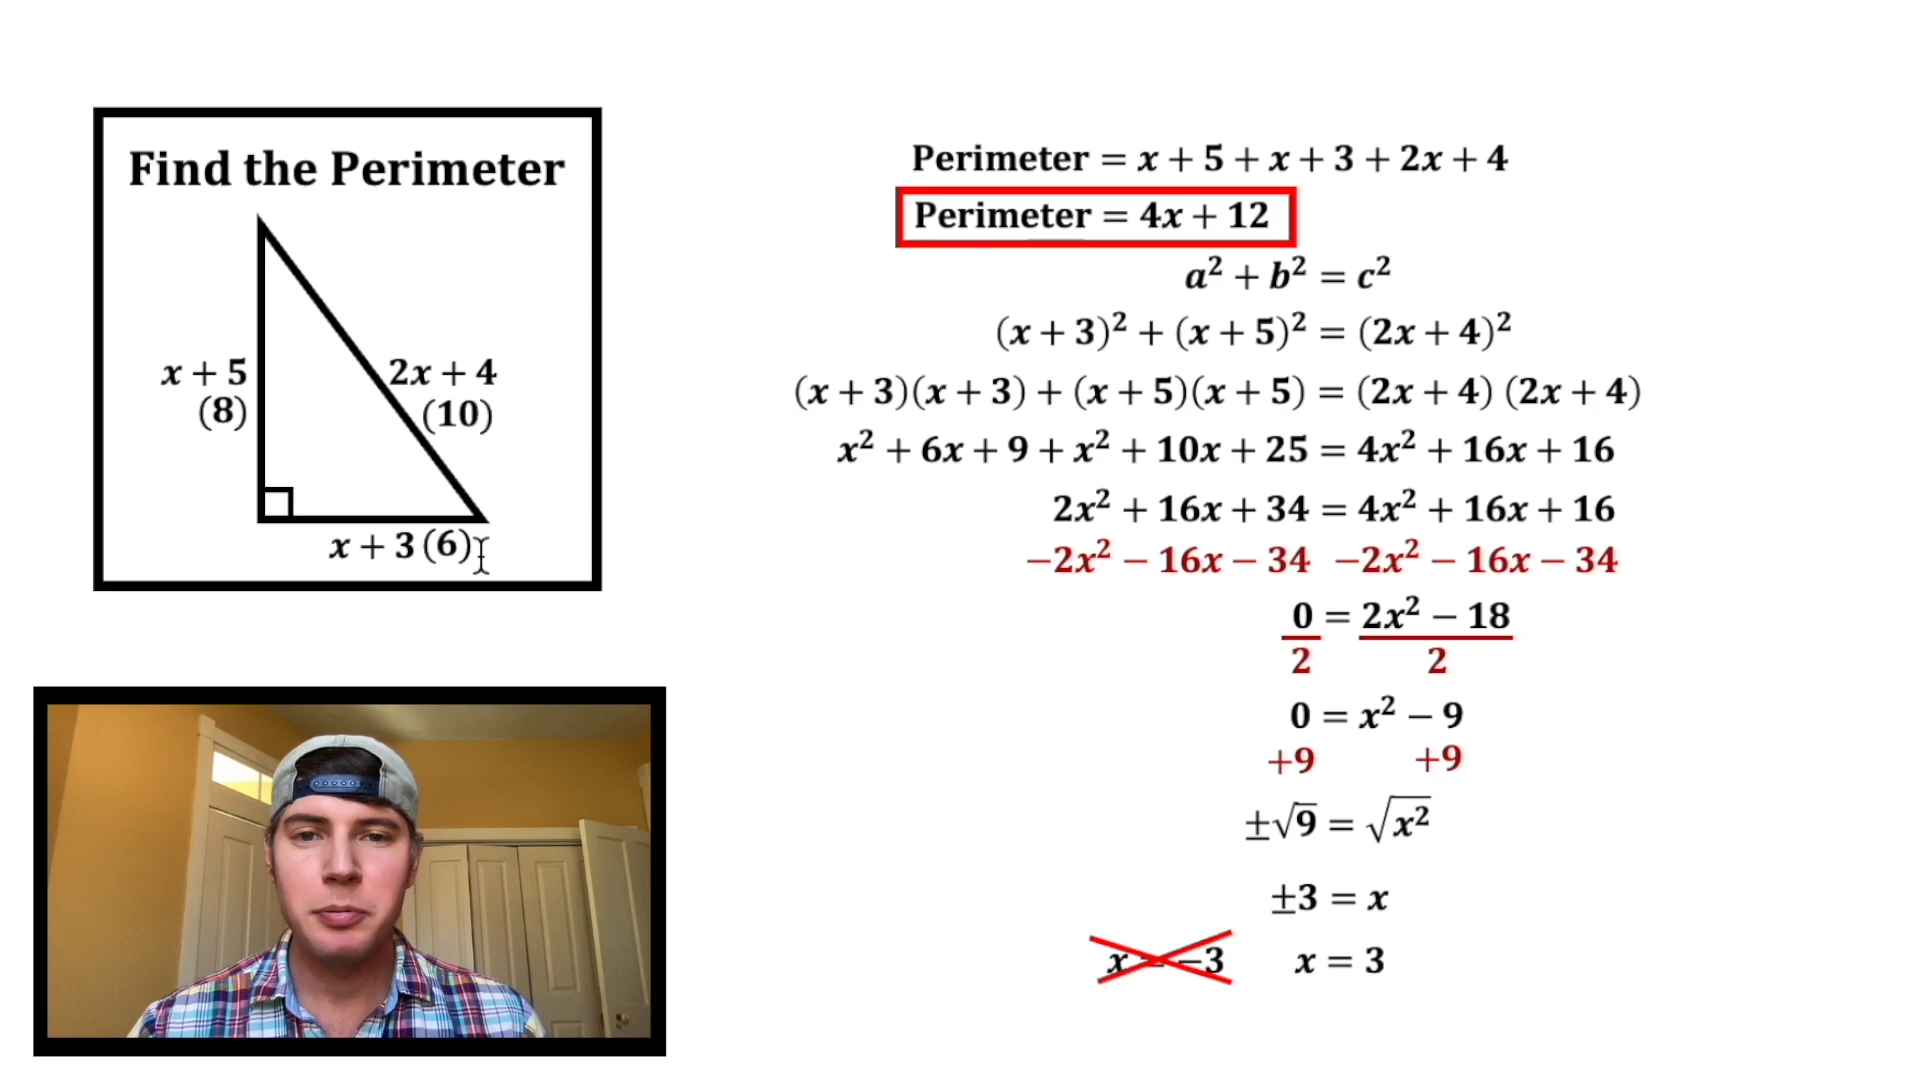 Find the Perimeter
x + 5
(8)
2x + 4
(10)
x + 3 (6)
Perimeter = x + 5 + x + 3 + 2x + 4
Perimeter = 4x + 12
a² + b² = c²
(x + 3)² + (x + 5)² = (2x + 4)²
(x + 3)(x + 3) + (x + 5)(x + 5) = (2x + 4) (2x + 4)
x² + 6x + 9 + x² + 10x + 25 = 4x² + 16x + 16
2x² + 16x + 34 = 4x² + 16x + 16
−2x² − 16x − 34 −2x² − 16x − 34
0 = 2x² − 18
2 2
0 = x² − 9
+9 +9
±√9 = √x²
±3 = x
x = −3 x = 3